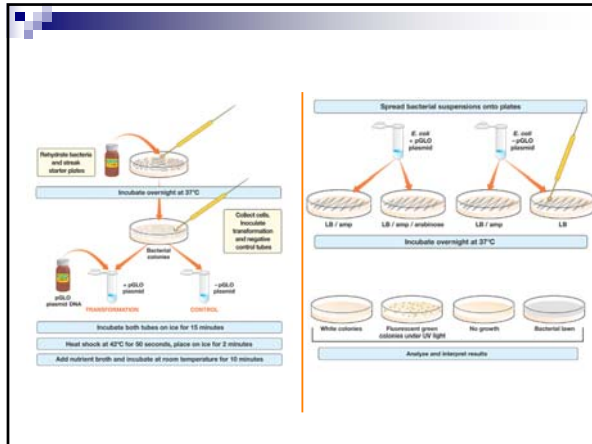 Rehydrate bacteria
and streak
starter plates
Incubate overnight at 37°C
Collect cells,
Inoculate
transformation
and negative
control tubes
Bacterial
colonies
pGLO
plasmid DNA
+ pGLO
plasmid
–pGLO
plasmid
TRANSFORMATION
CONTROL
Incubate both tubes on ice for 15 minutes
Heat shock at 42°C for 50 seconds, place on ice for 2 minutes
Add nutrient broth and incubate at room temperature for 10 minutes
Spread bacterial suspensions onto plates
E. coli
+ pGLO
plasmid
E. coli
–pGLO
plasmid
LB / amp
LB / amp / arabinose
LB / amp
LB
Incubate overnight at 37°C
White colonies
Fluorescent green
colonies under UV light
No growth
Bacterial lawn
Analyze and interpret results